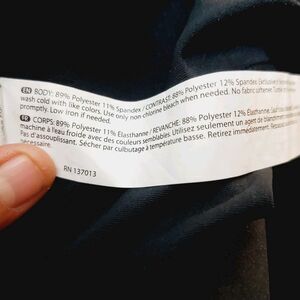 EN BODY: 89% Polyester 11% Spandex / CONTRAST: 88% Polyester 12% Spandex Exclusive
wash cold with like colors. Use only non chlorine bleach when needed. No fabric softener. Tumble
promptly. Low iron if needed.
FR CORPS: 89% Polyester 11% Élasthanne / REVANCHE: 88% Polyester 12% Élasthanne.
machine à l'eau froide avec des couleurs semblables. Utilisez seulement un agent de blanchiment
Pas d'assouplissant. Sécher par culbutage à température basse. Retirez immédiatement. Repassage
nécessaire.
RN 137013